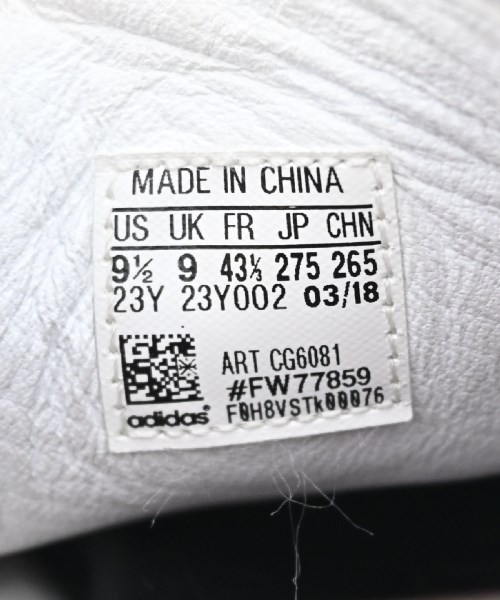 MADE IN CHINA
US UK FR JP CHN
9½ 9 43⅓ 275 265
23Y 23Y002 03/18
ART CG6081
#FW77859
adidas® F0H8VSTk00076